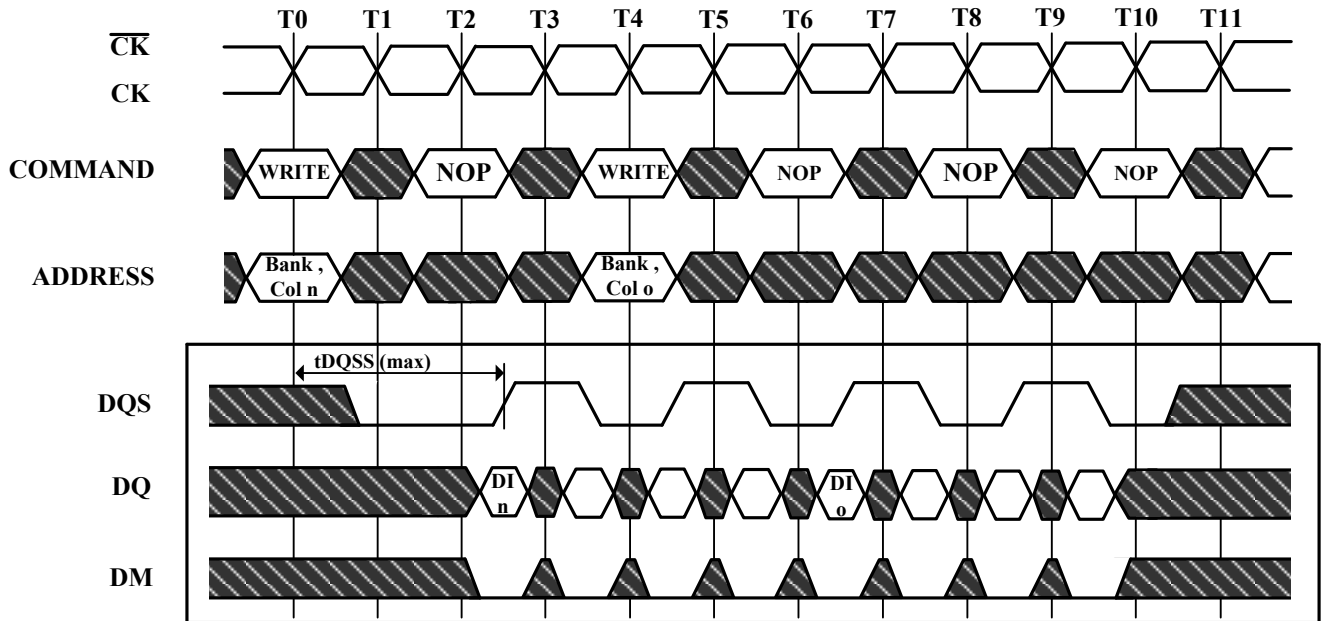 T0 T1 T2 T3 T4 T5 T6 T7 T8 T9 T10 T11
CK
CK
COMMAND WRITE NOP WRITE NOP NOP NOP
ADDRESS Bank , Bank ,
Col n Col o
tDQSS (max)
DQS
DQ DI DI
n o
DM